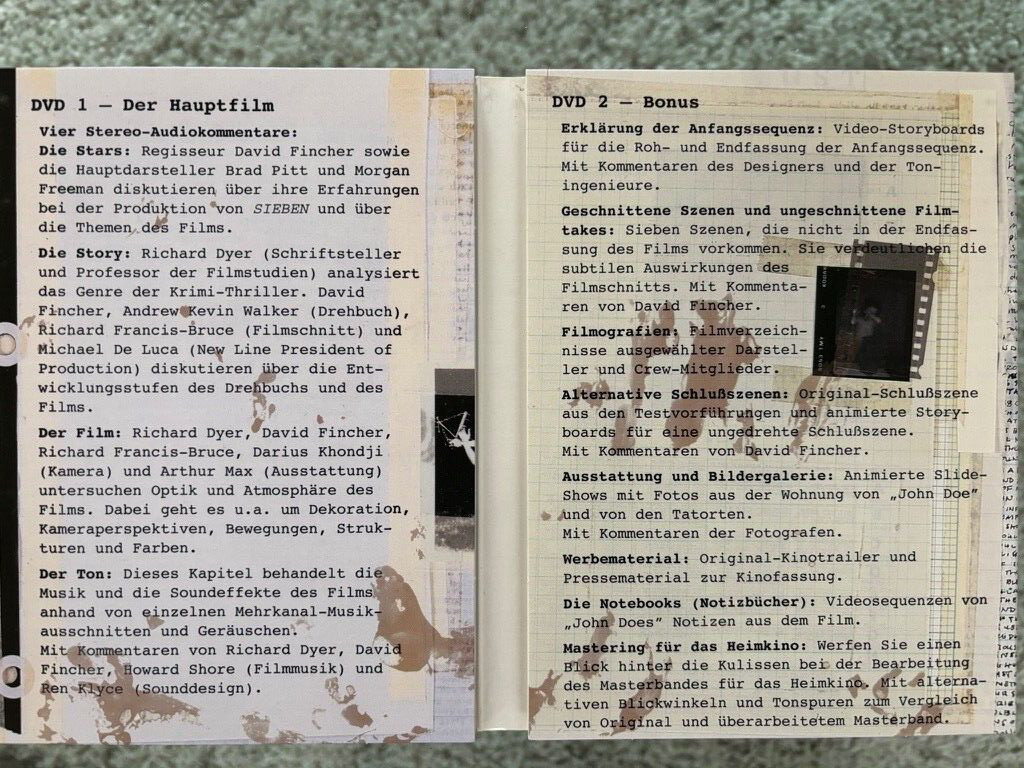 DVD 1 – Der Hauptfilm
Vier Stereo-Audiokommentare:
Die Stars: Regisseur David Fincher sowie
die Hauptdarsteller Brad Pitt und Morgan
Freeman diskutieren über ihre Erfahrungen
bei der Produktion von SIEBEN und über
die Themen des Films.
Die Story: Richard Dyer (Schriftsteller
und Professor der Filmstudien) analysiert
das Genre der Krimi-Thriller. David
Fincher, Andrew Kevin Walker (Drehbuch),
Richard Francis-Bruce (Filmschnitt) und
Michael De Luca (New Line President of
Production) diskutieren über die Ent-
wicklungsstufen des Drehbuchs und des
Films.
Der Film: Richard Dyer, David Fincher,
Richard Francis-Bruce, Darius Khondji
(Kamera) und Arthur Max (Ausstattung)
untersuchen Optik und Atmosphäre des
Films. Dabei geht es u.a. um Dekoration,
Kameraperspektiven, Bewegungen, Struk-
turen und Farben.
Der Ton: Dieses Kapitel behandelt die
Musik und die Soundeffekte des Films
anhand von einzelnen Mehrkanal-Musik-
ausschnitten und Geräuschen.
Mit Kommentaren von Richard Dyer, David
Fincher, Howard Shore (Filmmusik) und
Ren Klyce (Sounddesign).
DVD 2 – Bonus
Erklärung der Anfangssequenz: Video-Storyboards
für die Roh- und Endfassung der Anfangssequenz.
Mit Kommentaren des Designers und der Ton-
ingenieure.
Geschnittene Szenen und ungeschnittene Film-
takes: Sieben Szenen, die nicht in der Endfas-
sung des Films vorkommen. Sie verdeutlichen die
subtilen Auswirkungen des
Filmschnitts. Mit Kommenta-
ren von David Fincher.
Filmografien: Filmverzeich-
nisse ausgewählter Darstel-
ler und Crew-Mitglieder.
Alternative Schlußszenen: Original-Schlußszene
aus den Testvorführungen und animierte Story-
boards für eine ungedrehte Schlußszene.
Mit Kommentaren von David Fincher.
Ausstattung und Bildergalerie: Animierte Slide-
Shows mit Fotos aus der Wohnung von „John Doe"
und von den Tatorten.
Mit Kommentaren der Fotografen.
Werbematerial: Original-Kinotrailer und
Pressematerial zur Kinofassung.
Die Notebooks (Notizbücher): Videosequenzen von
„John Does" Notizen aus dem Film.
Mastering für das Heimkino: Werfen Sie einen
Blick hinter die Kulissen bei der Bearbeitung
des Masterbandes für das Heimkino. Mit alterna-
tiven Blickwinkeln und Tonspuren zum Vergleich
von Original und überarbeitetem Masterband.